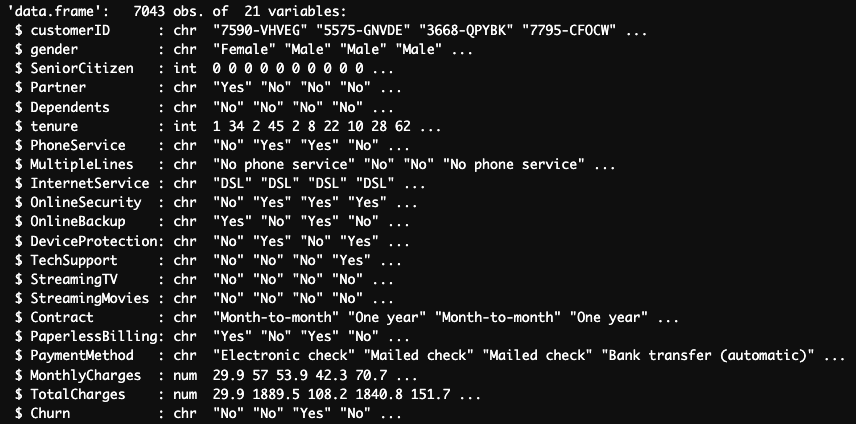 'data.frame':   7043 obs. of  21 variables:
 $ customerID      : chr  "7590-VHVEG" "5575-GNVDE" "3668-QPYBK" "7795-CFOCW" ...
 $ gender          : chr  "Female" "Male" "Male" "Male" ...
 $ SeniorCitizen   : int  0 0 0 0 0 0 0 0 0 0 ...
 $ Partner         : chr  "Yes" "No" "No" "No" ...
 $ Dependents      : chr  "No" "No" "No" "No" ...
 $ tenure          : int  1 34 2 45 2 8 22 10 28 62 ...
 $ PhoneService    : chr  "No" "Yes" "Yes" "No" ...
 $ MultipleLines   : chr  "No phone service" "No" "No" "No phone service" ...
 $ InternetService : chr  "DSL" "DSL" "DSL" "DSL" ...
 $ OnlineSecurity  : chr  "No" "Yes" "Yes" "Yes" ...
 $ OnlineBackup    : chr  "Yes" "No" "Yes" "No" ...
 $ DeviceProtection: chr  "No" "Yes" "No" "Yes" ...
 $ TechSupport     : chr  "No" "No" "No" "Yes" ...
 $ StreamingTV     : chr  "No" "No" "No" "No" ...
 $ StreamingMovies : chr  "No" "No" "No" "No" ...
 $ Contract        : chr  "Month-to-month" "One year" "Month-to-month" "One year" ...
 $ PaperlessBilling: chr  "Yes" "No" "Yes" "No" ...
 $ PaymentMethod   : chr  "Electronic check" "Mailed check" "Mailed check" "Bank transfer (automatic)" ...
 $ MonthlyCharges  : num  29.9 57 53.9 42.3 70.7 ...
 $ TotalCharges    : num  29.9 1889.5 108.2 1840.8 151.7 ...
 $ Churn           : chr  "No" "No" "Yes" "No" ...